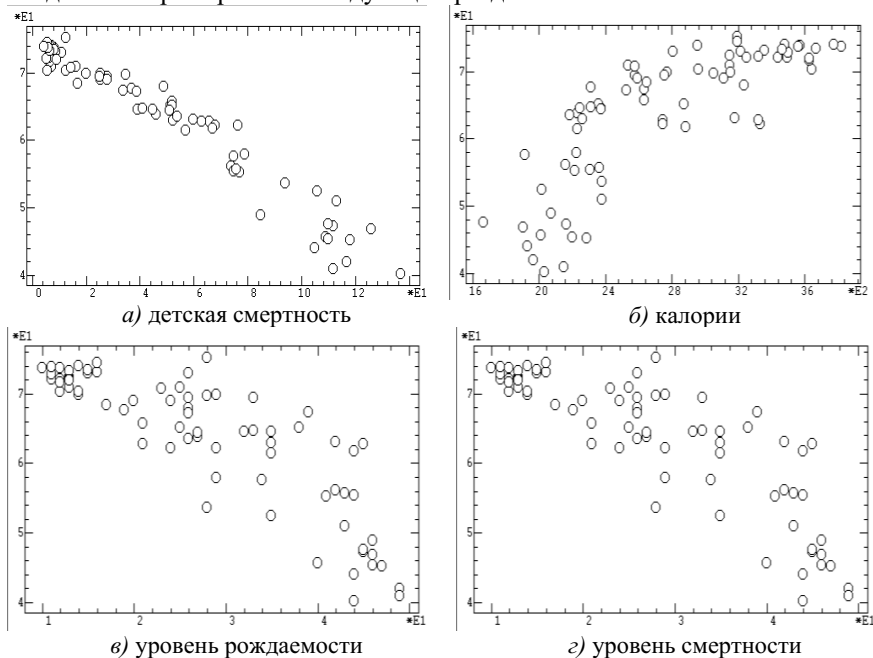 *E1
*E1
7
7
6
6
5
5
4
4
0 2 4 6 8 10 12 *E1
16 20 24 28 32 36 *E2
а) детская смертность
б) калории
*E1
*E1
7
7
6
6
5
5
4
4
1 2 3 4 *E1
1 2 3 4 *E1
в) уровень рождаемости
г) уровень смертности